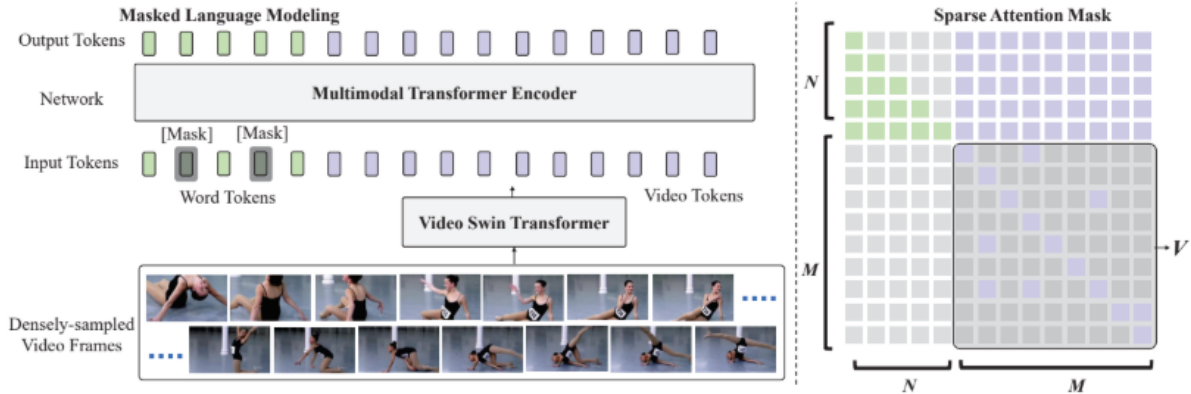 Masked Language Modeling
Output Tokens
Network
Multimodal Transformer Encoder
[Mask]
[Mask]
Input Tokens
Word Tokens
Video Tokens
Video Swin Transformer
Densely-sampled
Video Frames
Sparse Attention Mask
N
M
V
N
M